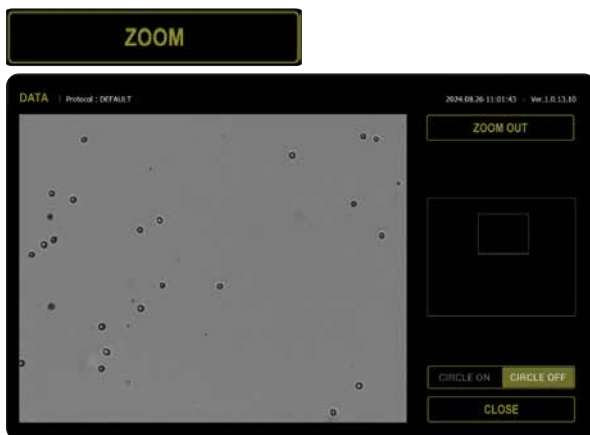 ZOOM
DATA | Protocol : DEFAULT
2024.08.26 11:01:43 | Ver.1.0.13.10
ZOOM OUT
CIRCLE ON
CIRCLE OFF
CLOSE